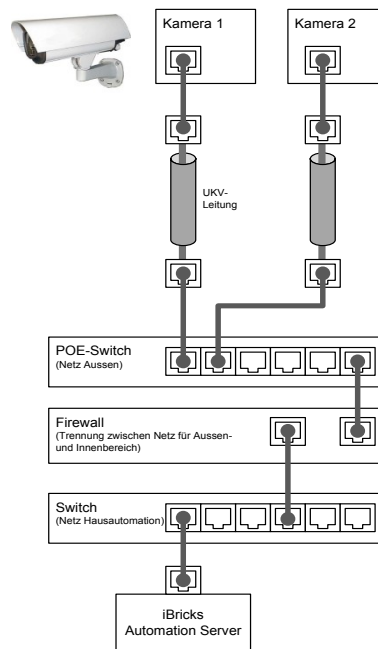 Kamera 1
Kamera 2
UKV-
Leitung
POE-Switch
(Netz Aussen)
Firewall
(Trennung zwischen Netz für Aussen-
und Innenbereich)
Switch
(Netz Hausautomation)
iBricks
Automation Server